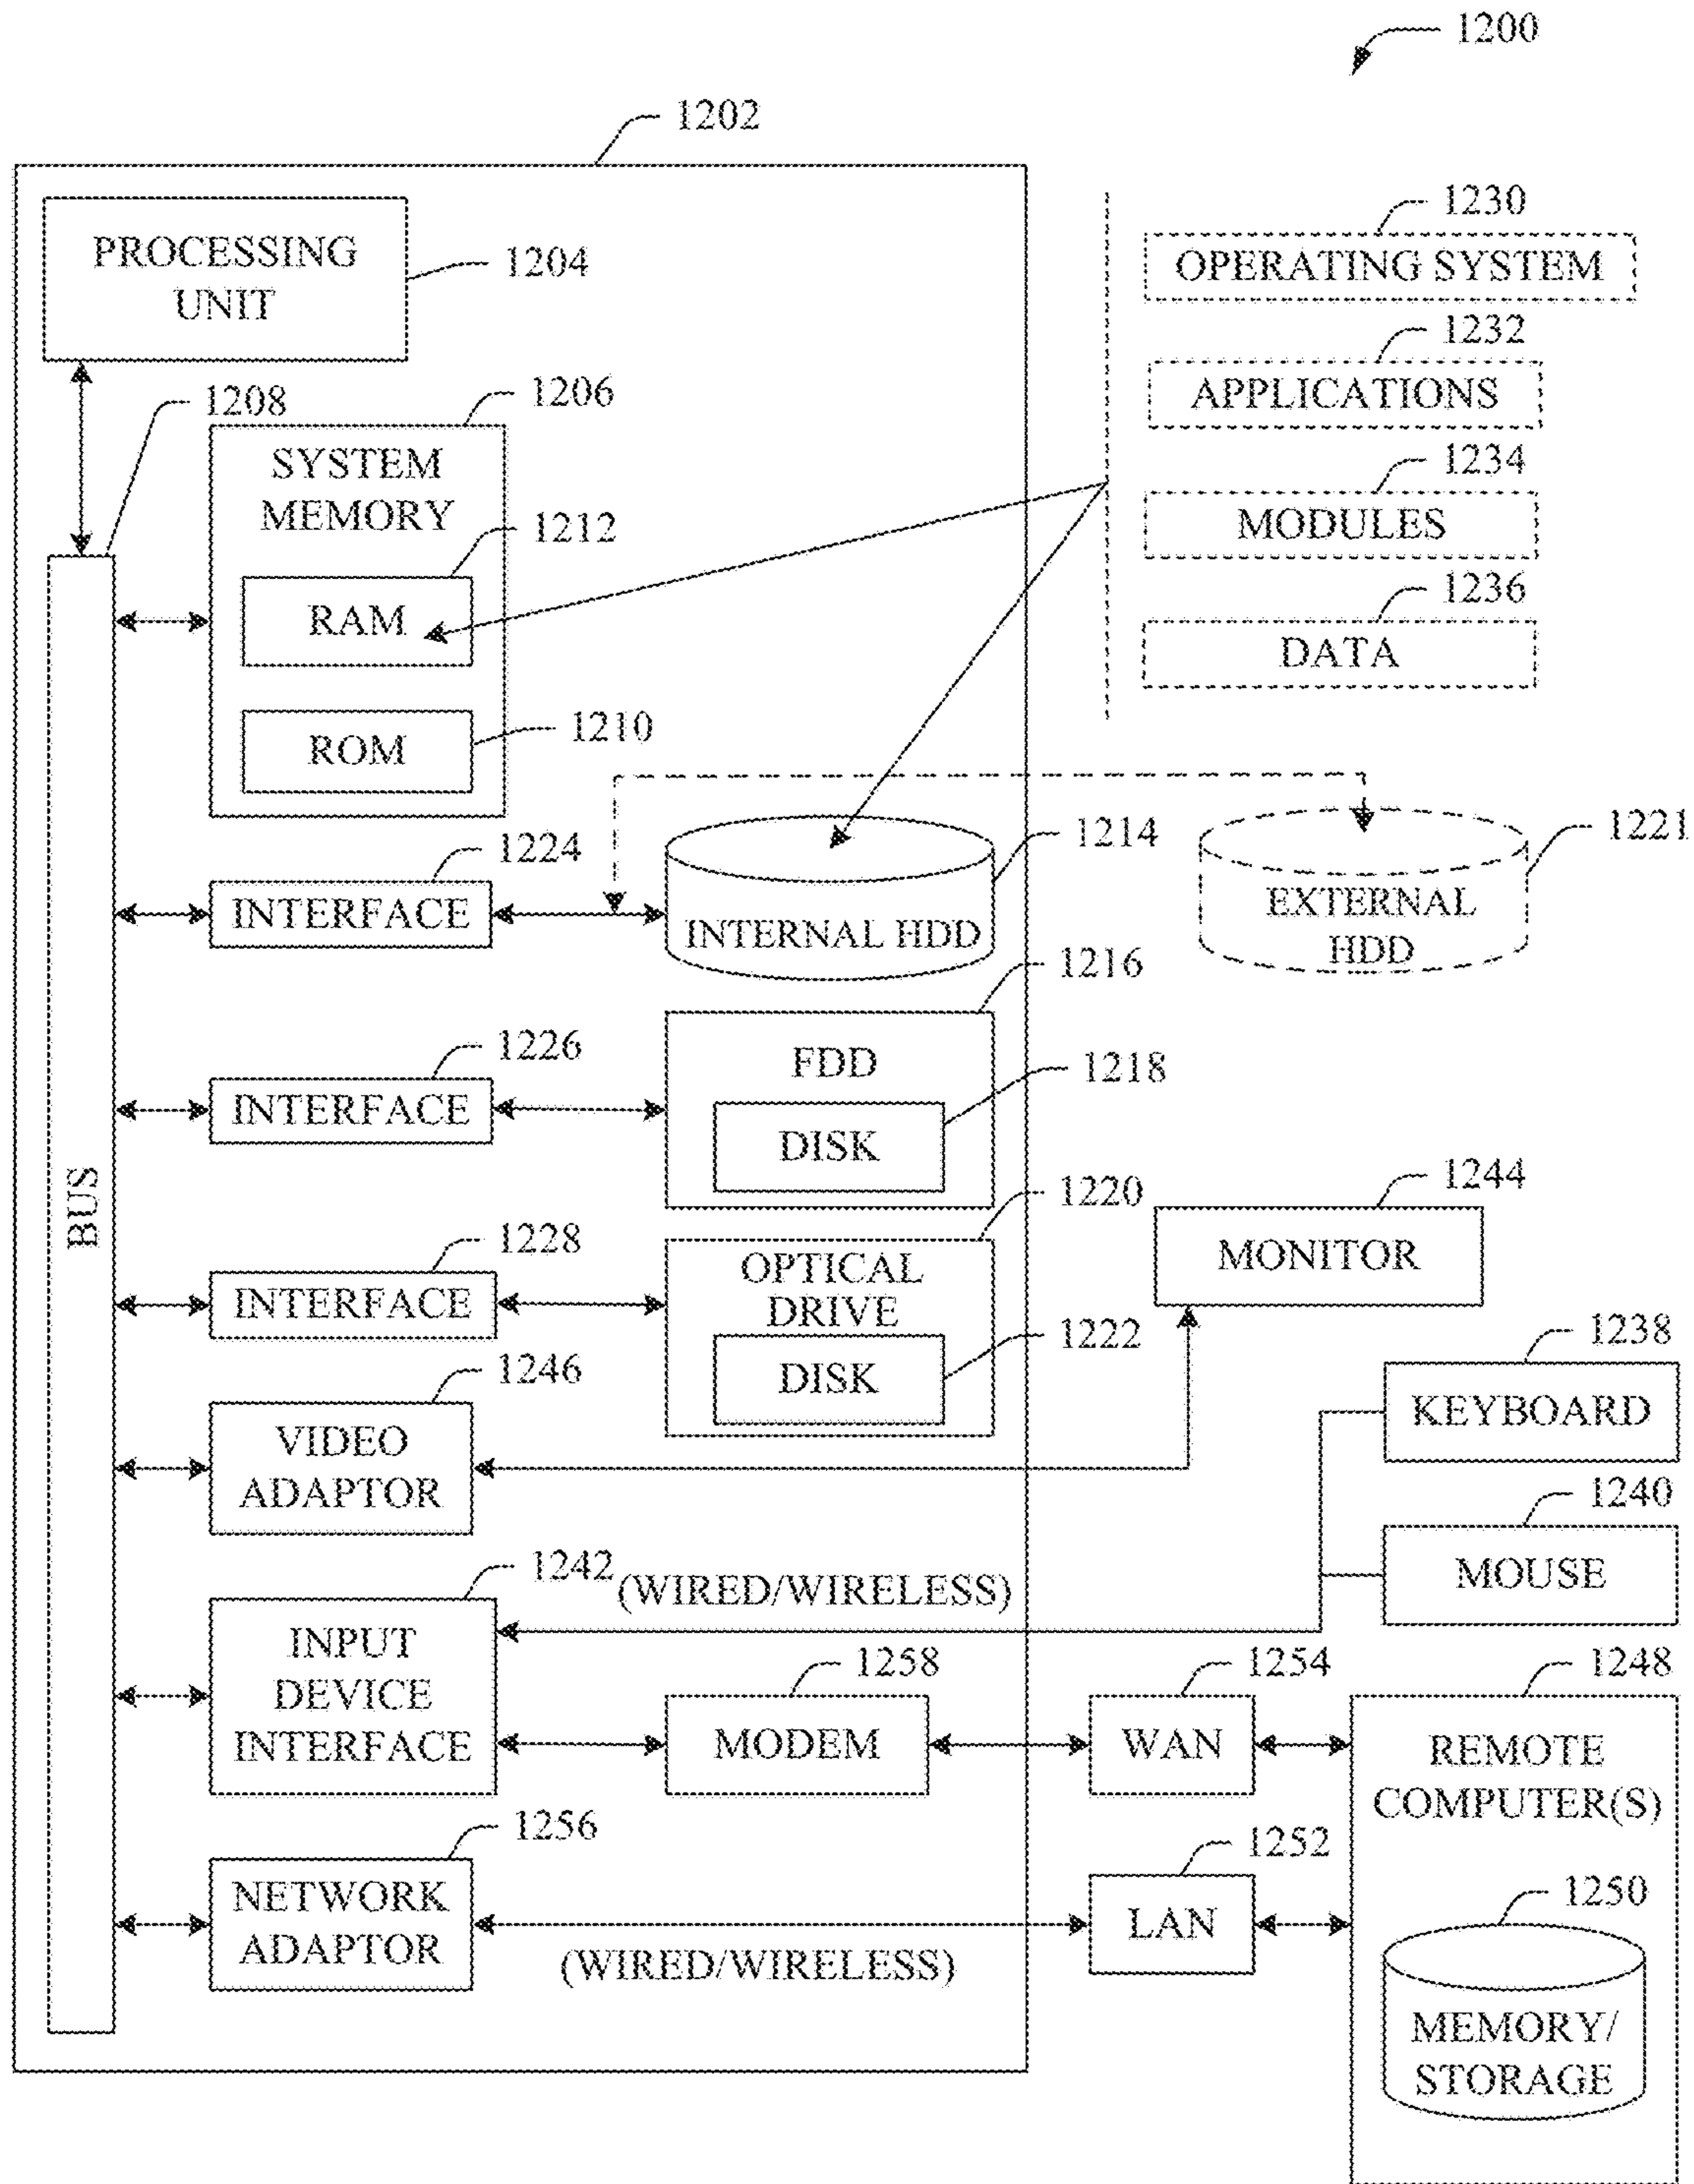 1200
1202
PROCESSING
UNIT
1204
1230
OPERATING SYSTEM
1232
APPLICATIONS
1234
MODULES
1236
DATA
1208
1206
SYSTEM
MEMORY
1212
RAM
1210
ROM
1224
INTERFACE
1214
INTERNAL HDD
1221
EXTERNAL
HDD
1226
INTERFACE
1216
FDD
1218
DISK
BUS
1228
INTERFACE
1220
OPTICAL
DRIVE
1222
DISK
1244
MONITOR
1246
VIDEO
ADAPTOR
1238
KEYBOARD
1240
MOUSE
1242
(WIRED/WIRELESS)
INPUT
DEVICE
INTERFACE
1258
MODEM
1254
WAN
1248
REMOTE
COMPUTER(S)
1256
NETWORK
ADAPTOR
(WIRED/WIRELESS)
1252
LAN
1250
MEMORY/
STORAGE